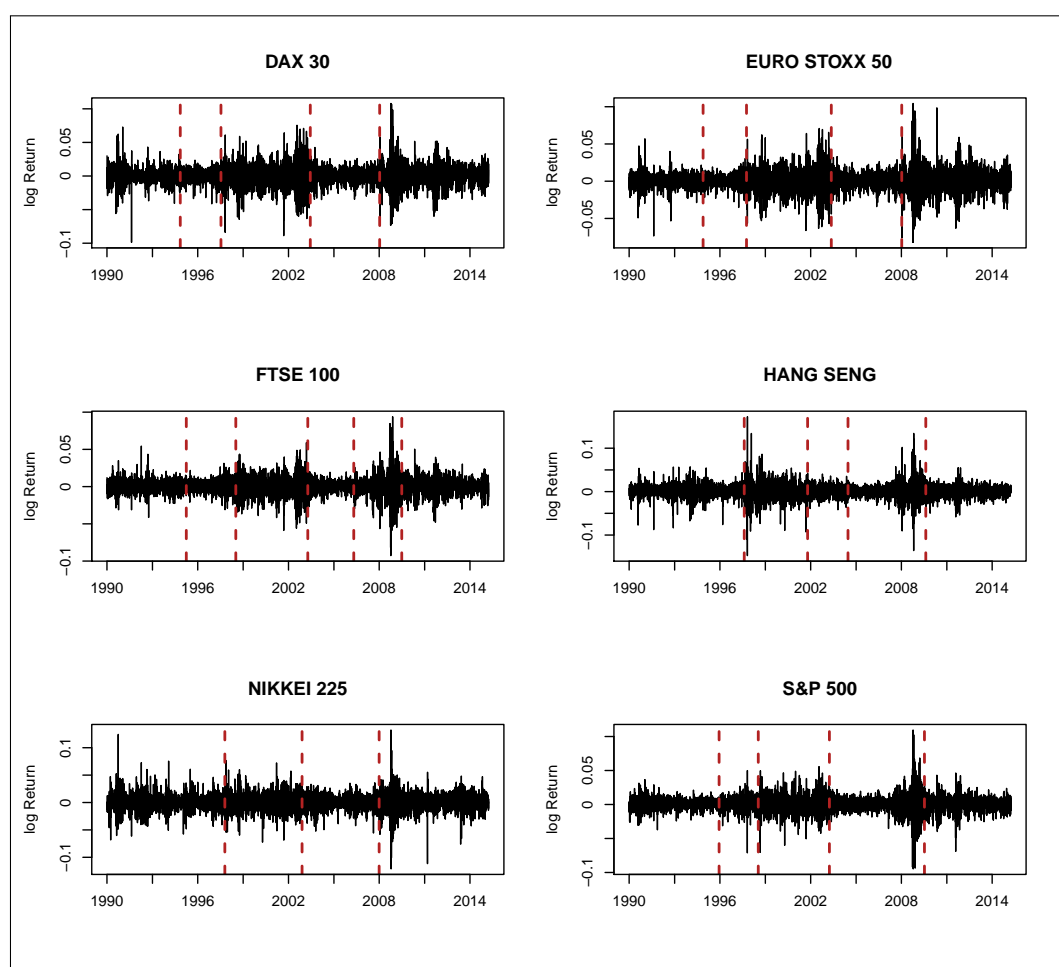 DAX 30
log Return
0.05
0
−0.1
1990 1996 2002 2008 2014
EURO STOXX 50
log Return
0.05
0
−0.05
1990 1996 2002 2008 2014
FTSE 100
log Return
0.05
0
−0.1
1990 1996 2002 2008 2014
HANG SENG
log Return
0.1
0
−0.1
1990 1996 2002 2008 2014
NIKKEI 225
log Return
0.1
0
−0.1
1990 1996 2002 2008 2014
S&P 500
log Return
0.05
0
−0.1
1990 1996 2002 2008 2014